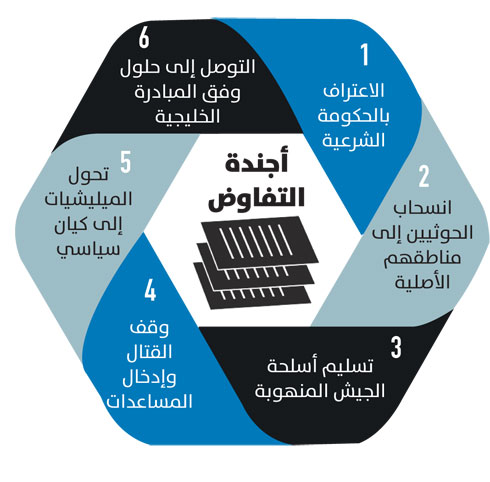 أجندة
التفاوض
1
الاعتراف
بالحكومة
الشرعية
2
انسحاب
الحوثيين إلى
مناطقهم
الأصلية
3
تسليم أسلحة
الجيش المنهوبة
4
وقف
القتال
وإدخال
المساعدات
5
تحول
الميليشيات
إلى كيان
سياسي
6
التوصل إلى حلول
وفق المبادرة
الخليجية